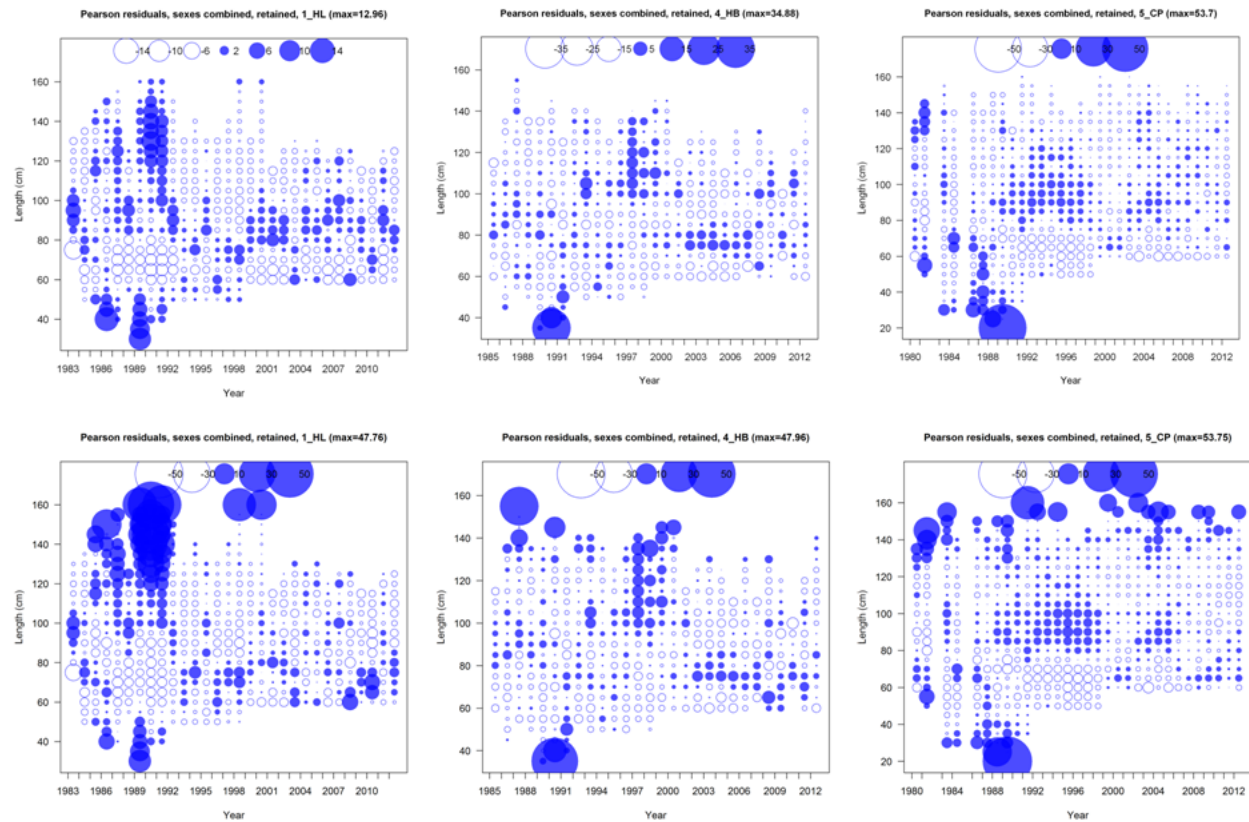 Pearson residuals, sexes combined, retained, 1_HL (max=12.96)
-14 -10 -6 2 6 10 14
160
140
120
100
80
60
40
Length (cm)
1983 1986 1989 1992 1995 1998 2001 2004 2007 2010
Year
Pearson residuals, sexes combined, retained, 4_HB (max=34.88)
-35 -25 -15 5 15 25 35
160
140
120
100
80
60
40
Length (cm)
1985 1988 1991 1994 1997 2000 2003 2006 2009 2012
Year
Pearson residuals, sexes combined, retained, 5_CP (max=53.7)
-50 -30 10 30 50
160
140
120
100
80
60
40
20
Length (cm)
1980 1984 1988 1992 1996 2000 2004 2008 2012
Year
Pearson residuals, sexes combined, retained, 1_HL (max=47.76)
-50 -30 10 30 50
160
140
120
100
80
60
40
Length (cm)
1983 1986 1989 1992 1995 1998 2001 2004 2007 2010
Year
Pearson residuals, sexes combined, retained, 4_HB (max=47.96)
-50 -30 10 30 50
160
140
120
100
80
60
40
Length (cm)
1985 1988 1991 1994 1997 2000 2003 2006 2009 2012
Year
Pearson residuals, sexes combined, retained, 5_CP (max=53.75)
-50 -30 10 30 50
160
140
120
100
80
60
40
20
Length (cm)
1980 1984 1988 1992 1996 2000 2004 2008 2012
Year